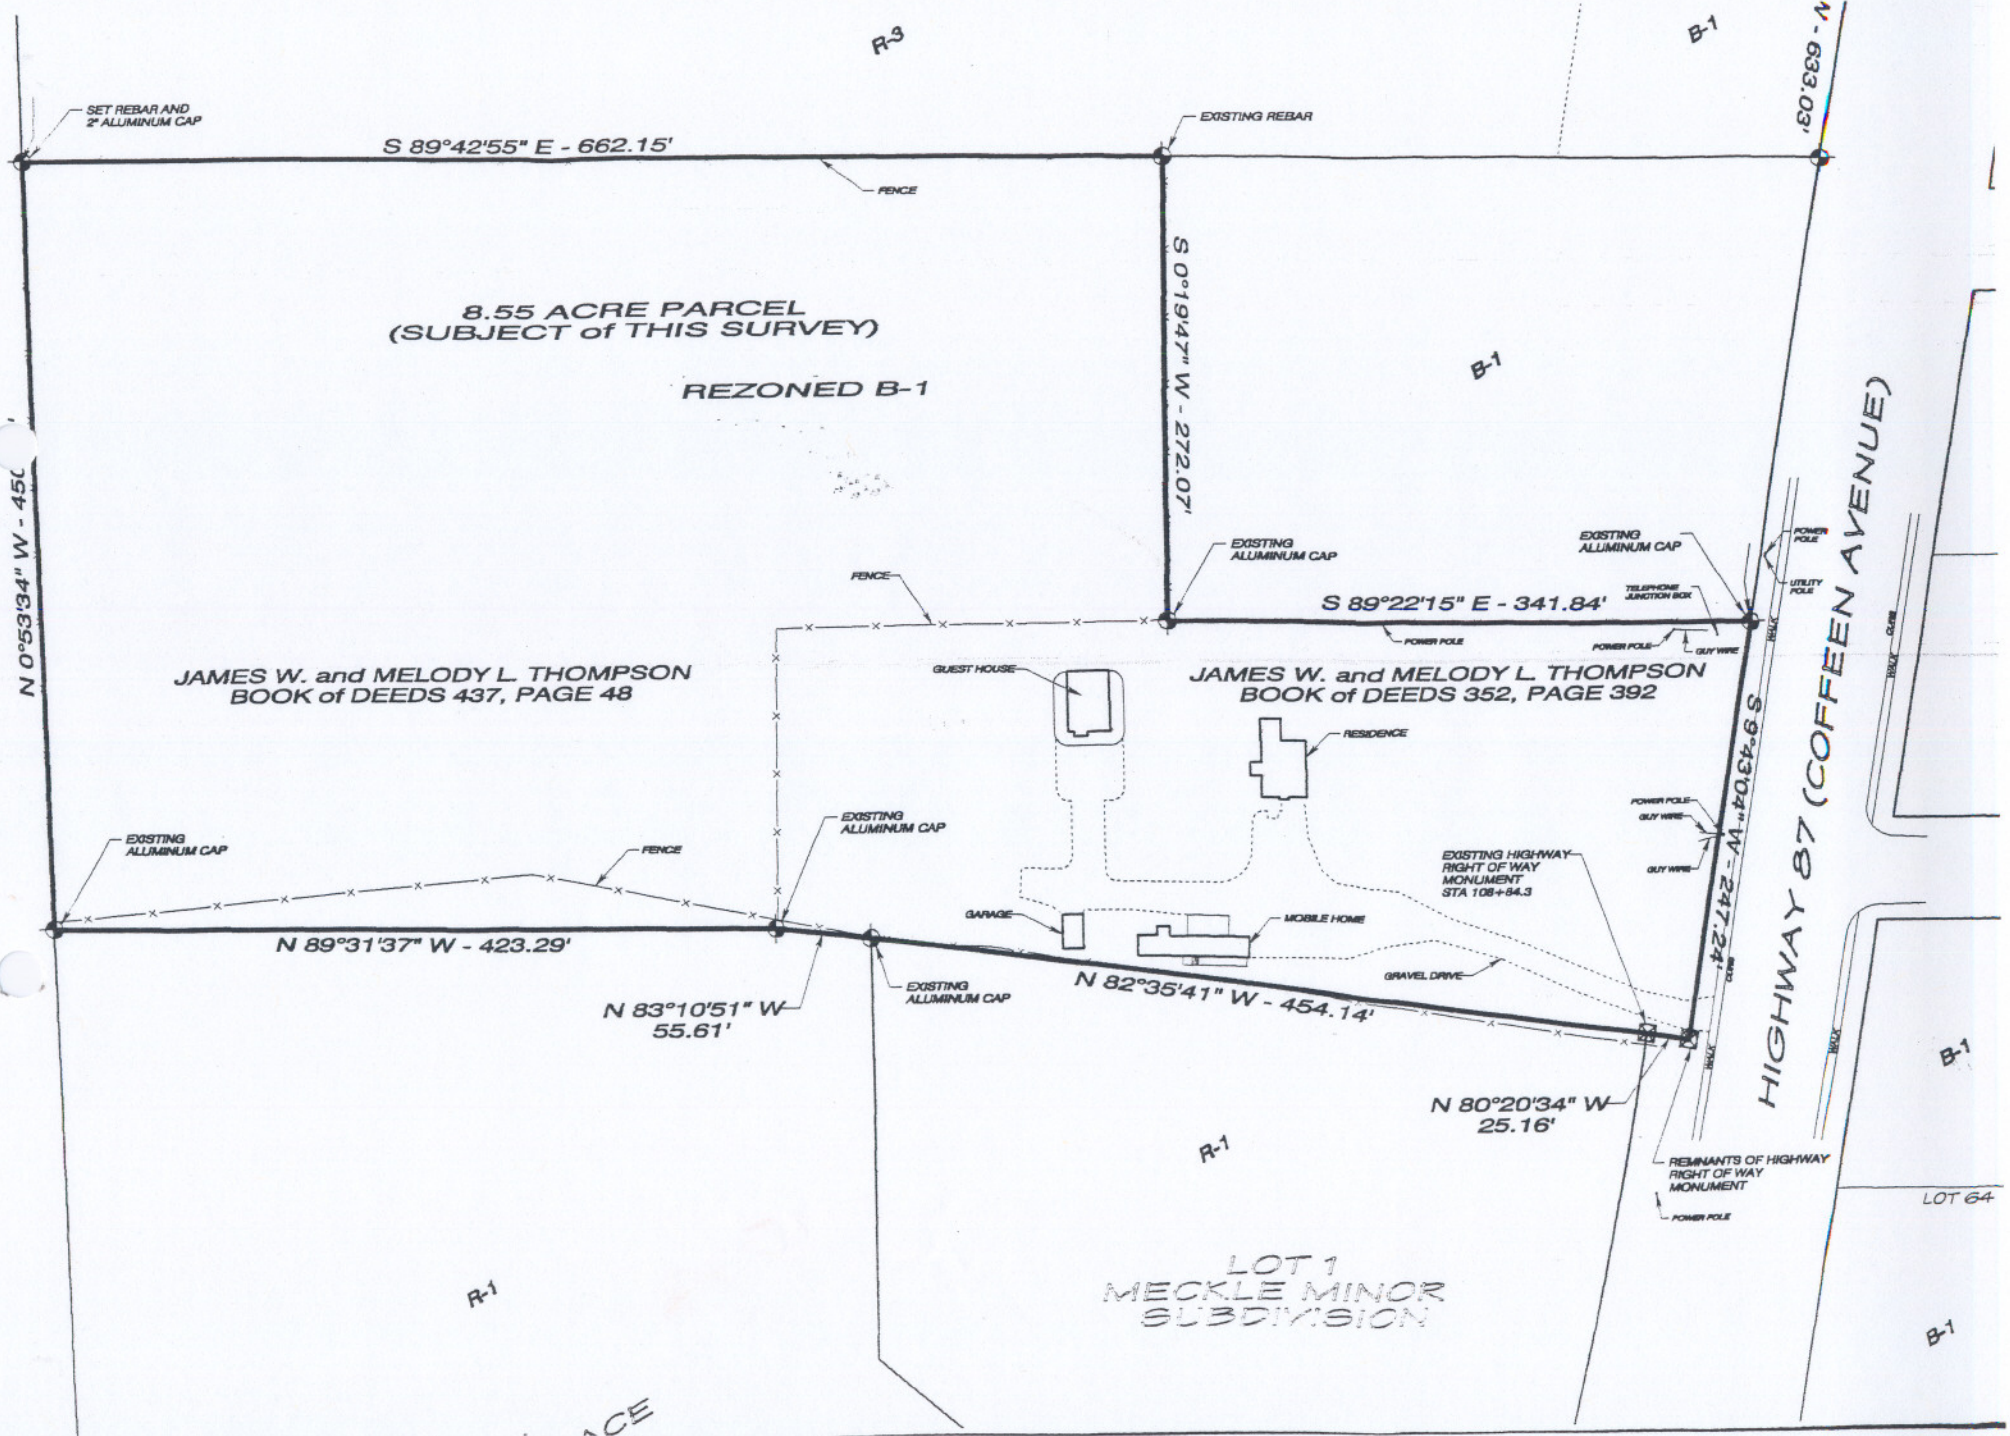 R-3
B-1
N - 633.03'
SET REBAR AND
2" ALUMINUM CAP
S 89°42'55" E - 662.15'
EXISTING REBAR
FENCE
S 0°19'47" W - 272.07'
8.55 ACRE PARCEL
(SUBJECT of THIS SURVEY)
REZONED B-1
B-1
N 0°53'34" W - 450
HIGHWAY 87 (COFFEEN AVENUE)
EXISTING
ALUMINUM CAP
EXISTING
ALUMINUM CAP
POWER
POLE
UTILITY
POLE
TELEPHONE
JUNCTION BOX
FENCE
S 89°22'15" E - 341.84'
POWER POLE
POWER POLE
GUY WIRE
WALK
CURB
WALK
JAMES W. and MELODY L. THOMPSON
BOOK of DEEDS 437, PAGE 48
GUEST HOUSE
JAMES W. and MELODY L. THOMPSON
BOOK of DEEDS 352, PAGE 392
RESIDENCE
S 9°43'04" W - 247.24'
POWER POLE
GUY WIRE
GUY WIRE
EXISTING
ALUMINUM CAP
EXISTING
ALUMINUM CAP
FENCE
EXISTING HIGHWAY
RIGHT OF WAY
MONUMENT
STA 108+84.3
GARAGE
MOBILE HOME
N 89°31'37" W - 423.29'
GRAVEL DRIVE
CURB
EXISTING
ALUMINUM CAP
N 82°35'41" W - 454.14'
N 83°10'51" W
55.61'
WALK
WALK
B-1
N 80°20'34" W
25.16'
R-1
REMNANTS OF HIGHWAY
RIGHT OF WAY
MONUMENT
POWER POLE
LOT 64
LOT 1
MECKLE MINOR
SUBDIVISION
R-1
B-1
ACE